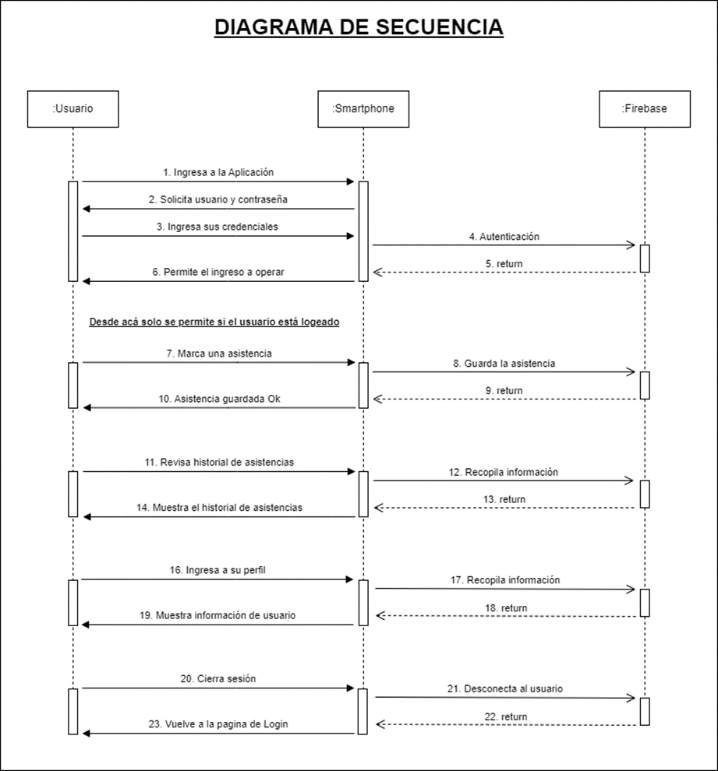 DIAGRAMA DE SECUENCIA
:Usuario
:Smartphone
:Firebase
1. Ingresa a la Aplicación
2. Solicita usuario y contraseña
3. Ingresa sus credenciales
4. Autenticación
5. return
6. Permite el ingreso a operar
Desde acá solo se permite si el usuario está logeado
7. Marca una asistencia
8. Guarda la asistencia
9. return
10. Asistencia guardada Ok
11. Revisa historial de asistencias
12. Recopila información
13. return
14. Muestra el historial de asistencias
16. Ingresa a su perfil
17. Recopila información
18. return
19. Muestra información de usuario
20. Cierra sesión
21. Desconecta al usuario
22. return
23. Vuelve a la pagina de Login